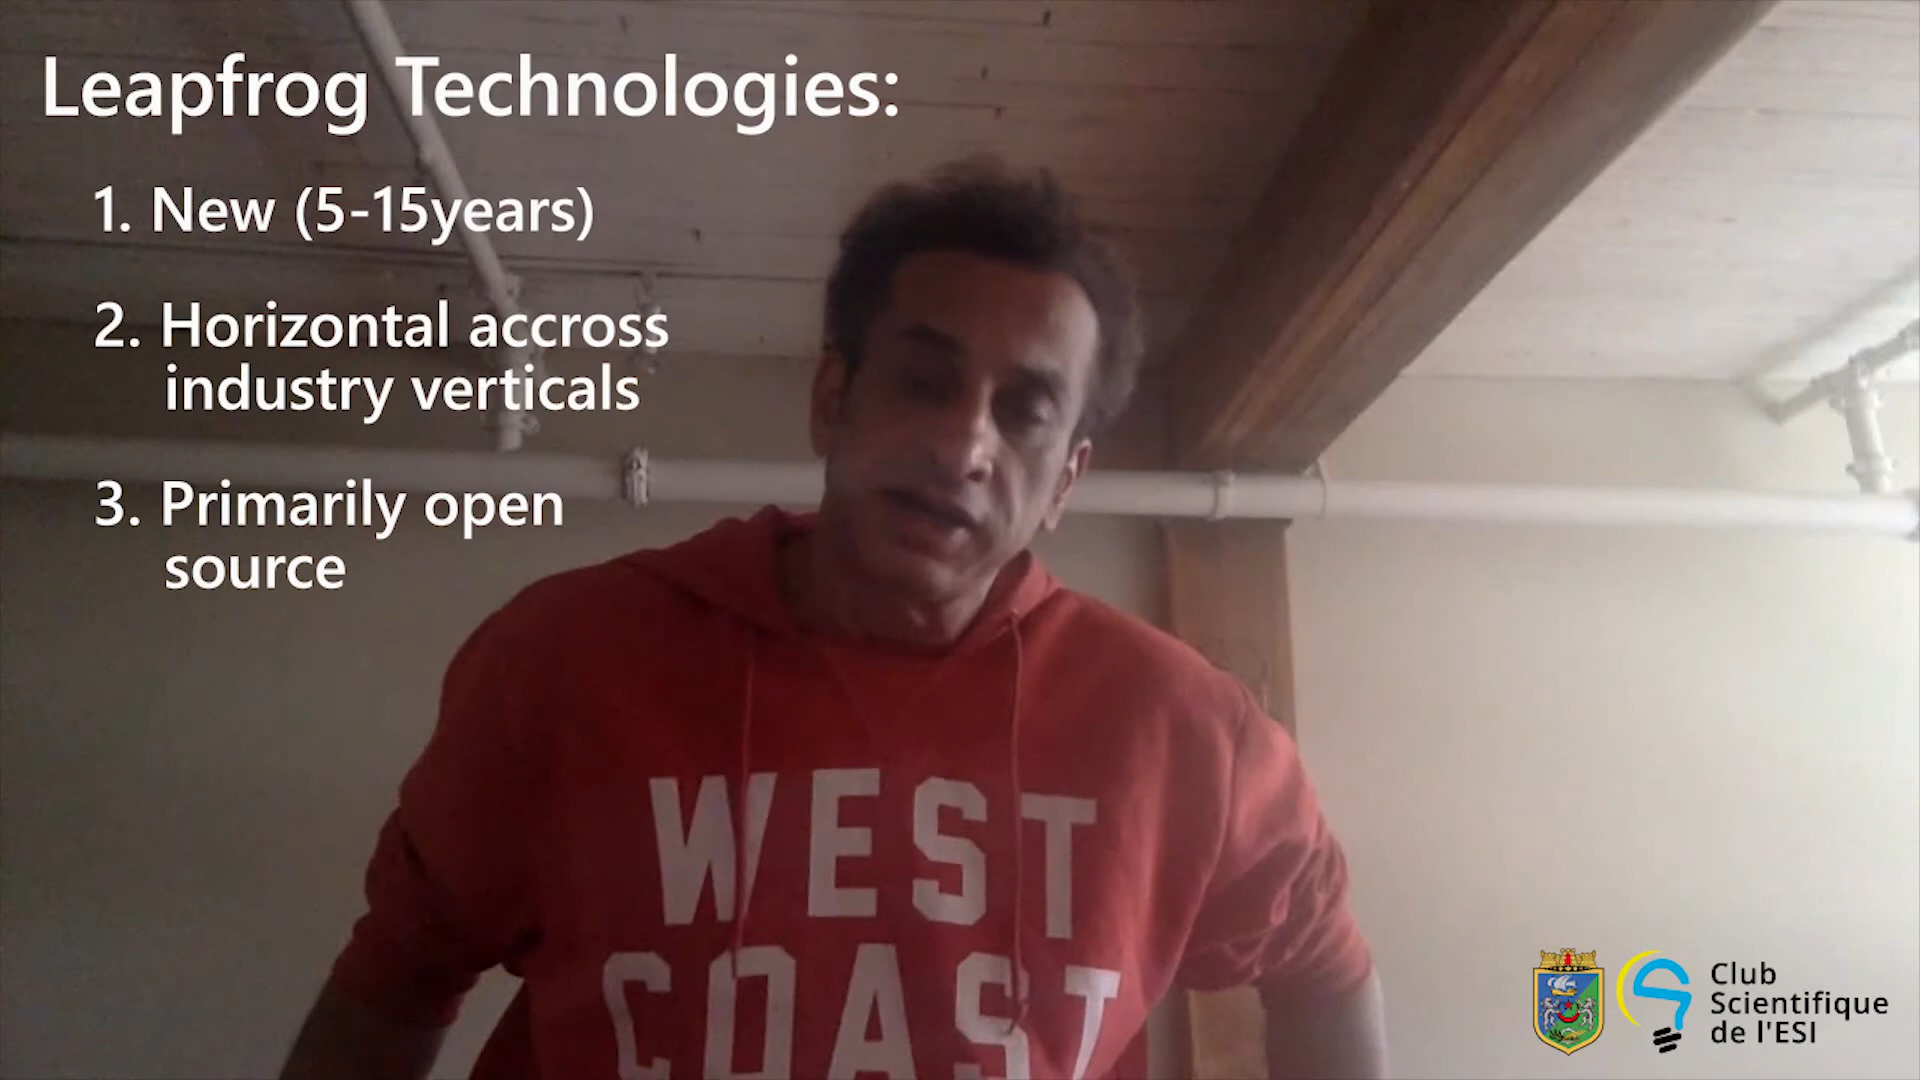 Leapfrog Technologies:
1. New (5-15years)
2. Horizontal accross
industry verticals
3. Primarily open
source
WEST
COAST
Club
Scientifique
de l'ESI